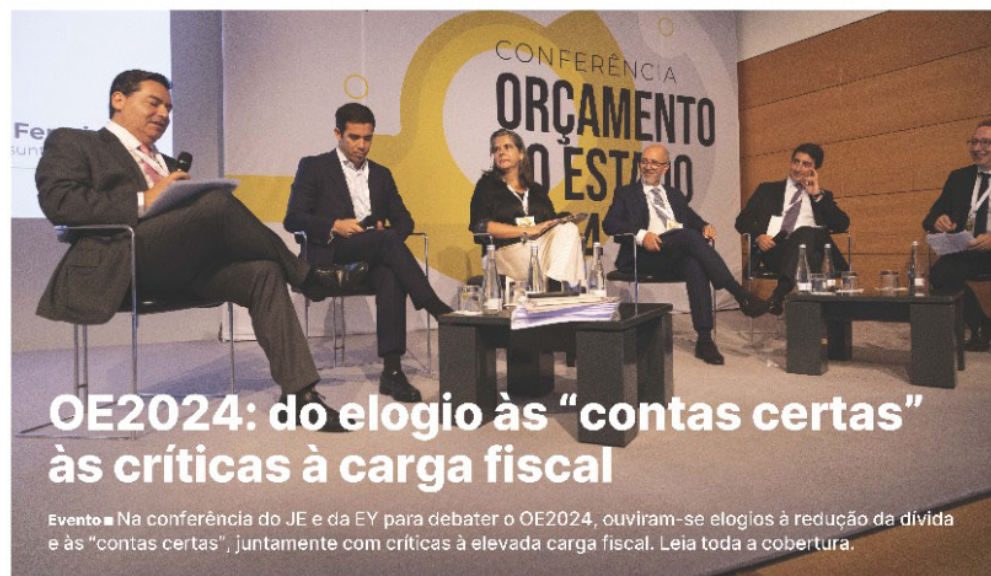 CONFERÊNCIA
ORÇAMENTO
OE2024: do elogio às “contas certas”
às críticas à carga fiscal
Evento ■ Na conferência do JE e da EY para debater o OE2024, ouviram-se elogios à redução da dívida
e às “contas certas”, juntamente com críticas à elevada carga fiscal. Leia toda a cobertura.